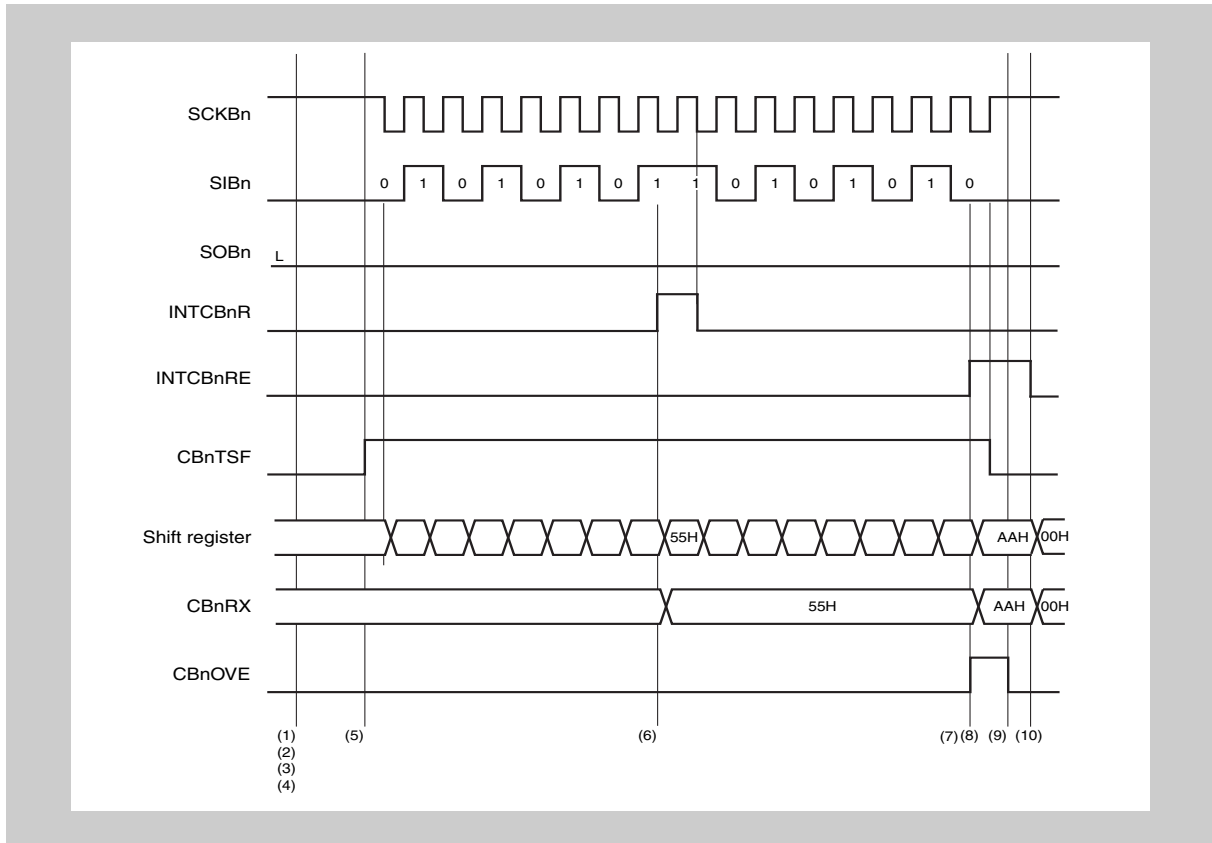 SCKBn
SIBn 0 1 0 1 0 1 0 1 1 0 1 0 1 0 1 0
SOBn L
INTCBnR
INTCBnRE
CBnTSF
Shift register 55H AAH 00H
CBnRX 55H AAH 00H
CBnOVE
(1) (5) (6) (7) (8) (9) (10)
(2)
(3)
(4)